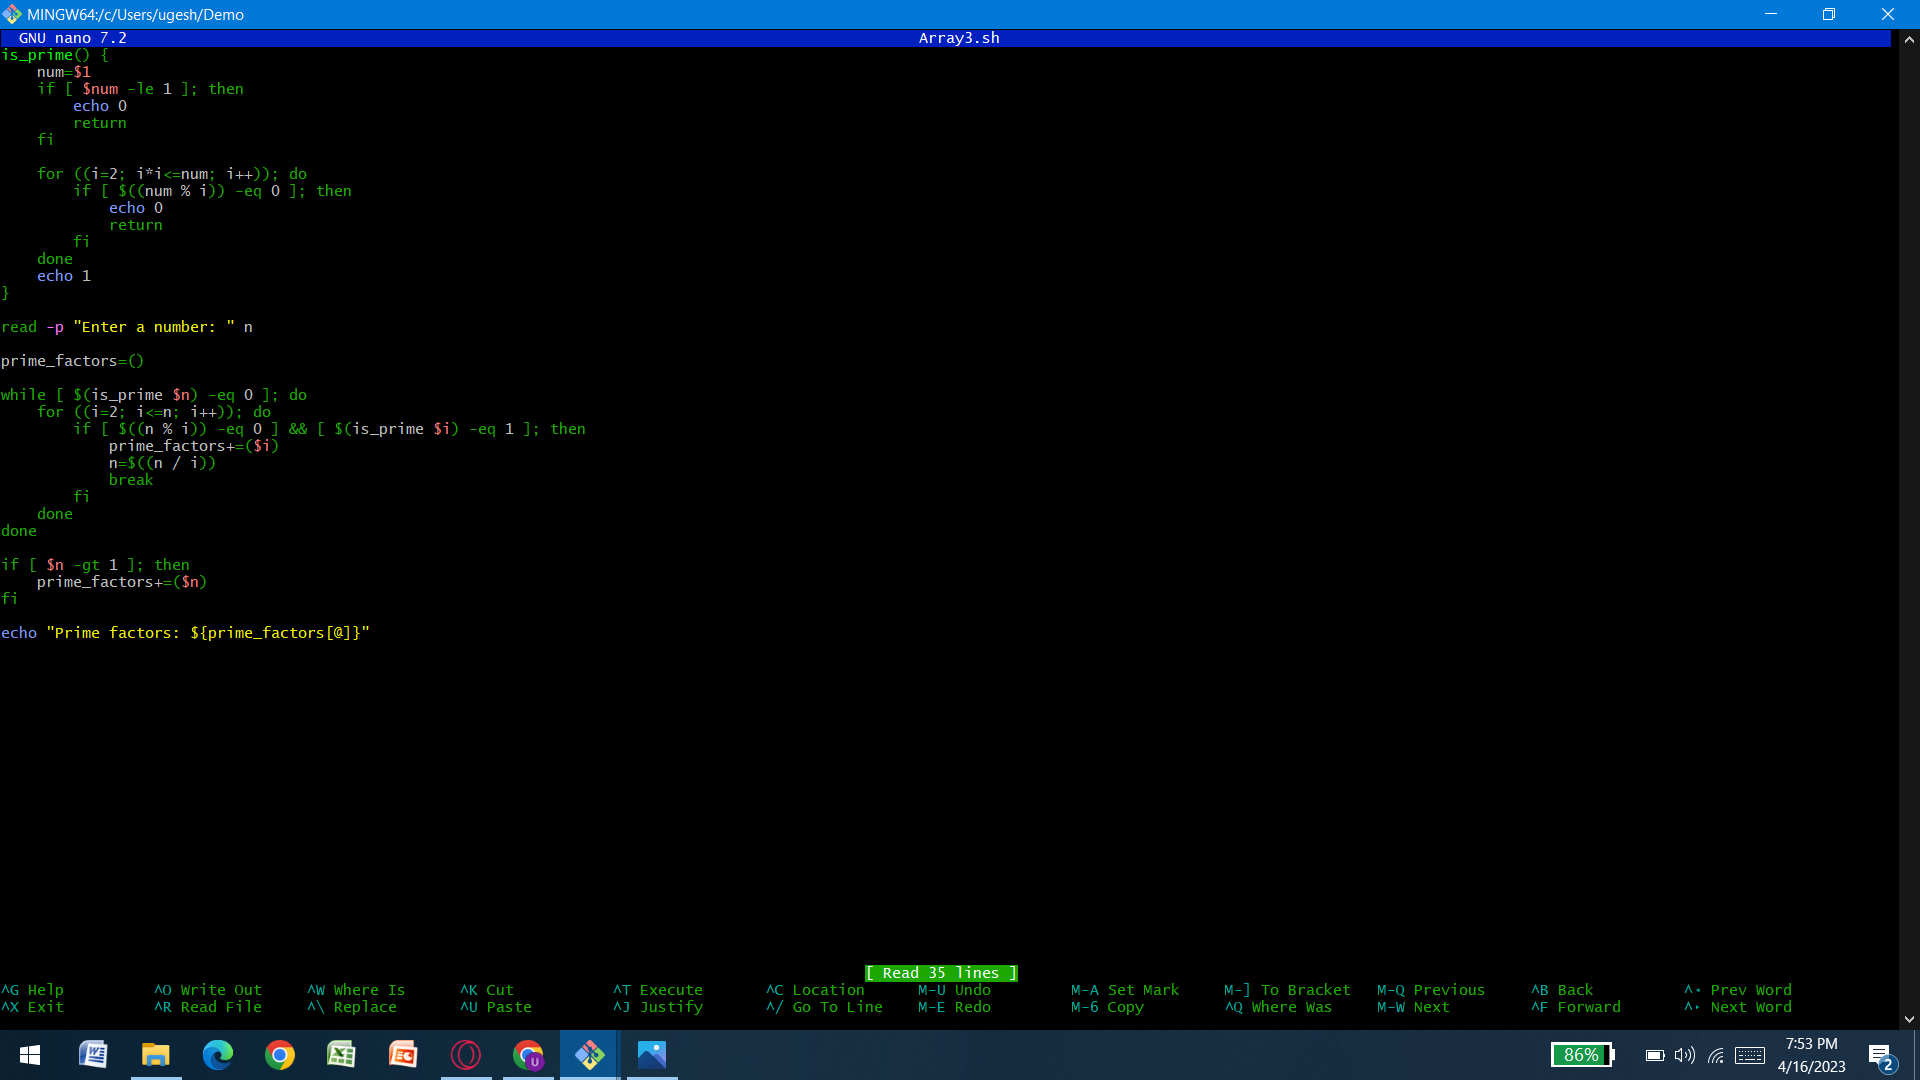 MINGW64:/c/Users/ugesh/Demo
GNU nano 7.2 Array3.sh
is_prime() {
    num=$1
    if [ $num -le 1 ]; then
        echo 0
        return
    fi

    for ((i=2; i*i<=num; i++)); do
        if [ $((num % i)) -eq 0 ]; then
            echo 0
            return
        fi
    done
    echo 1
}

read -p "Enter a number: " n

prime_factors=()

while [ $(is_prime $n) -eq 0 ]; do
    for ((i=2; i<=n; i++)); do
        if [ $((n % i)) -eq 0 ] && [ $(is_prime $i) -eq 1 ]; then
            prime_factors+=($i)
            n=$((n / i))
            break
        fi
    done
done

if [ $n -gt 1 ]; then
    prime_factors+=($n)
fi

echo "Prime factors: ${prime_factors[@]}"
[ Read 35 lines ]
^G Help ^O Write Out ^W Where Is ^K Cut ^T Execute ^C Location M-U Undo M-A Set Mark M-] To Bracket M-Q Previous ^B Back ^◂ Prev Word
^X Exit ^R Read File ^\ Replace ^U Paste ^J Justify ^/ Go To Line M-E Redo M-6 Copy ^Q Where Was M-W Next ^F Forward ^▸ Next Word
86%
7:53 PM
4/16/2023
2